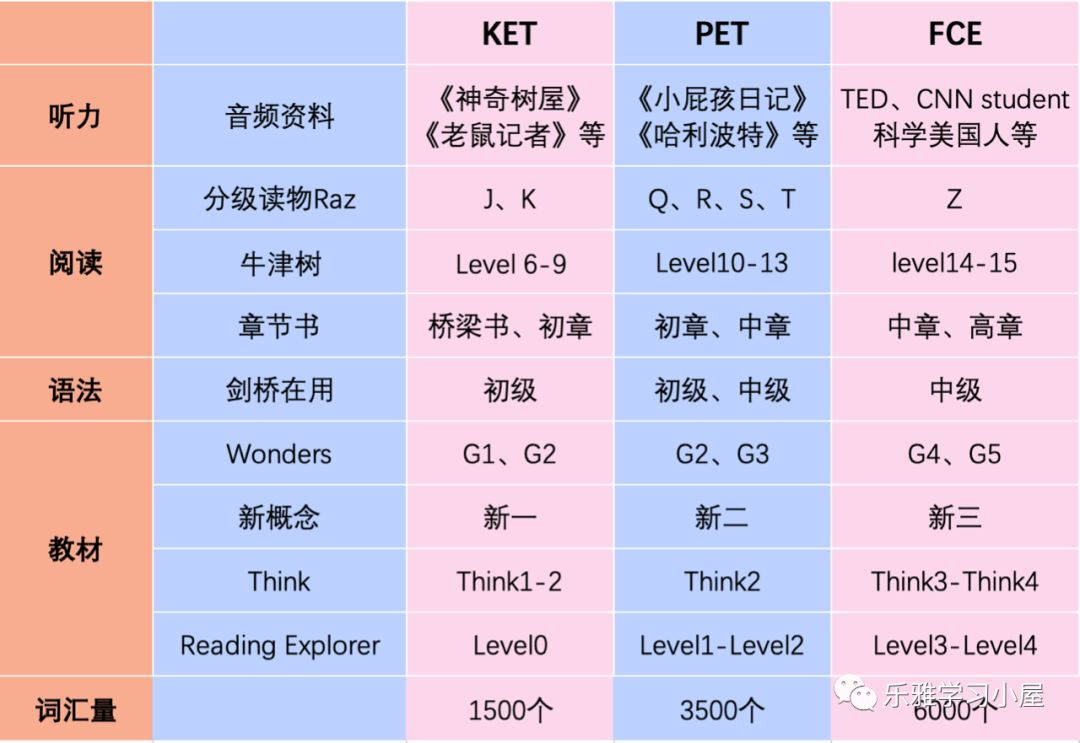 KET PET FCE
听力 音频资料 《神奇树屋》 《小屁孩日记》 TED、CNN student
《老鼠记者》等 《哈利波特》等 科学美国人等
阅读 分级读物Raz J、K Q、R、S、T Z
牛津树 Level 6-9 Level10-13 level14-15
章节书 桥梁书、初章 初章、中章 中章、高章
语法 剑桥在用 初级 初级、中级 中级
教材 Wonders G1、G2 G2、G3 G4、G5
新概念 新一 新二 新三
Think Think1-2 Think2 Think3-Think4
Reading Explorer Level0 Level1-Level2 Level3-Level4
词汇量 1500个 3500个 6000个
乐雅学习小屋